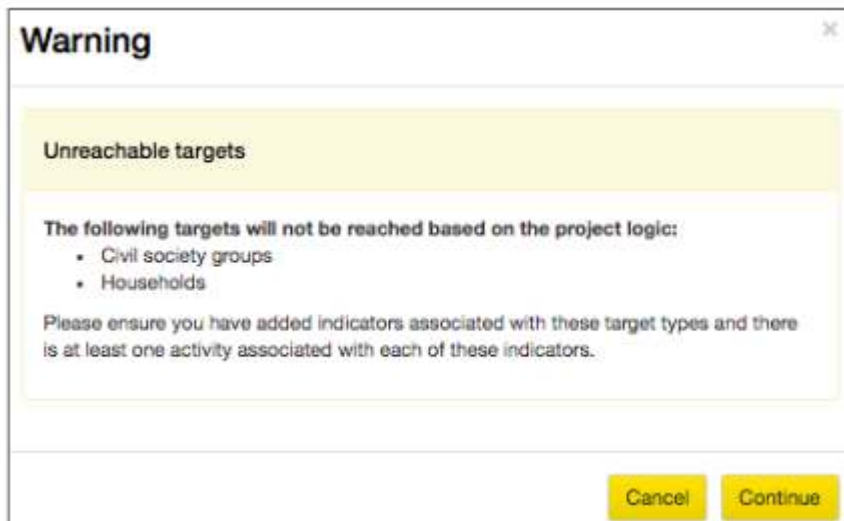 Warning
×
Unreachable targets
The following targets will not be reached based on the project logic:
• Civil society groups
• Households
Please ensure you have added indicators associated with these target types and there
is at least one activity associated with each of these indicators.
Cancel Continue